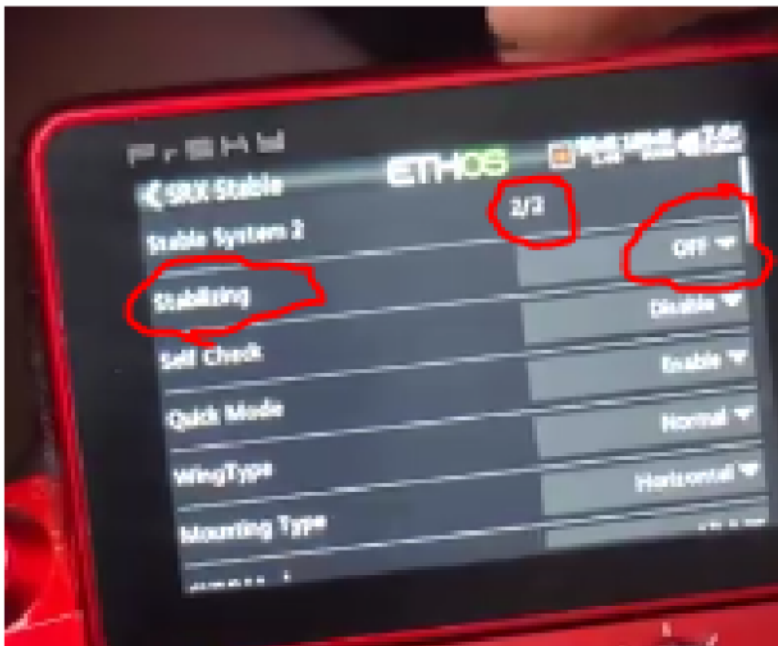 FrSKY
ETHOS
SRX Stable
Stable System 2 2/2
Stabilizing OFF
Self Check Disable
Quick Mode Enable
WingType Normal
Mounting Type Horizontal